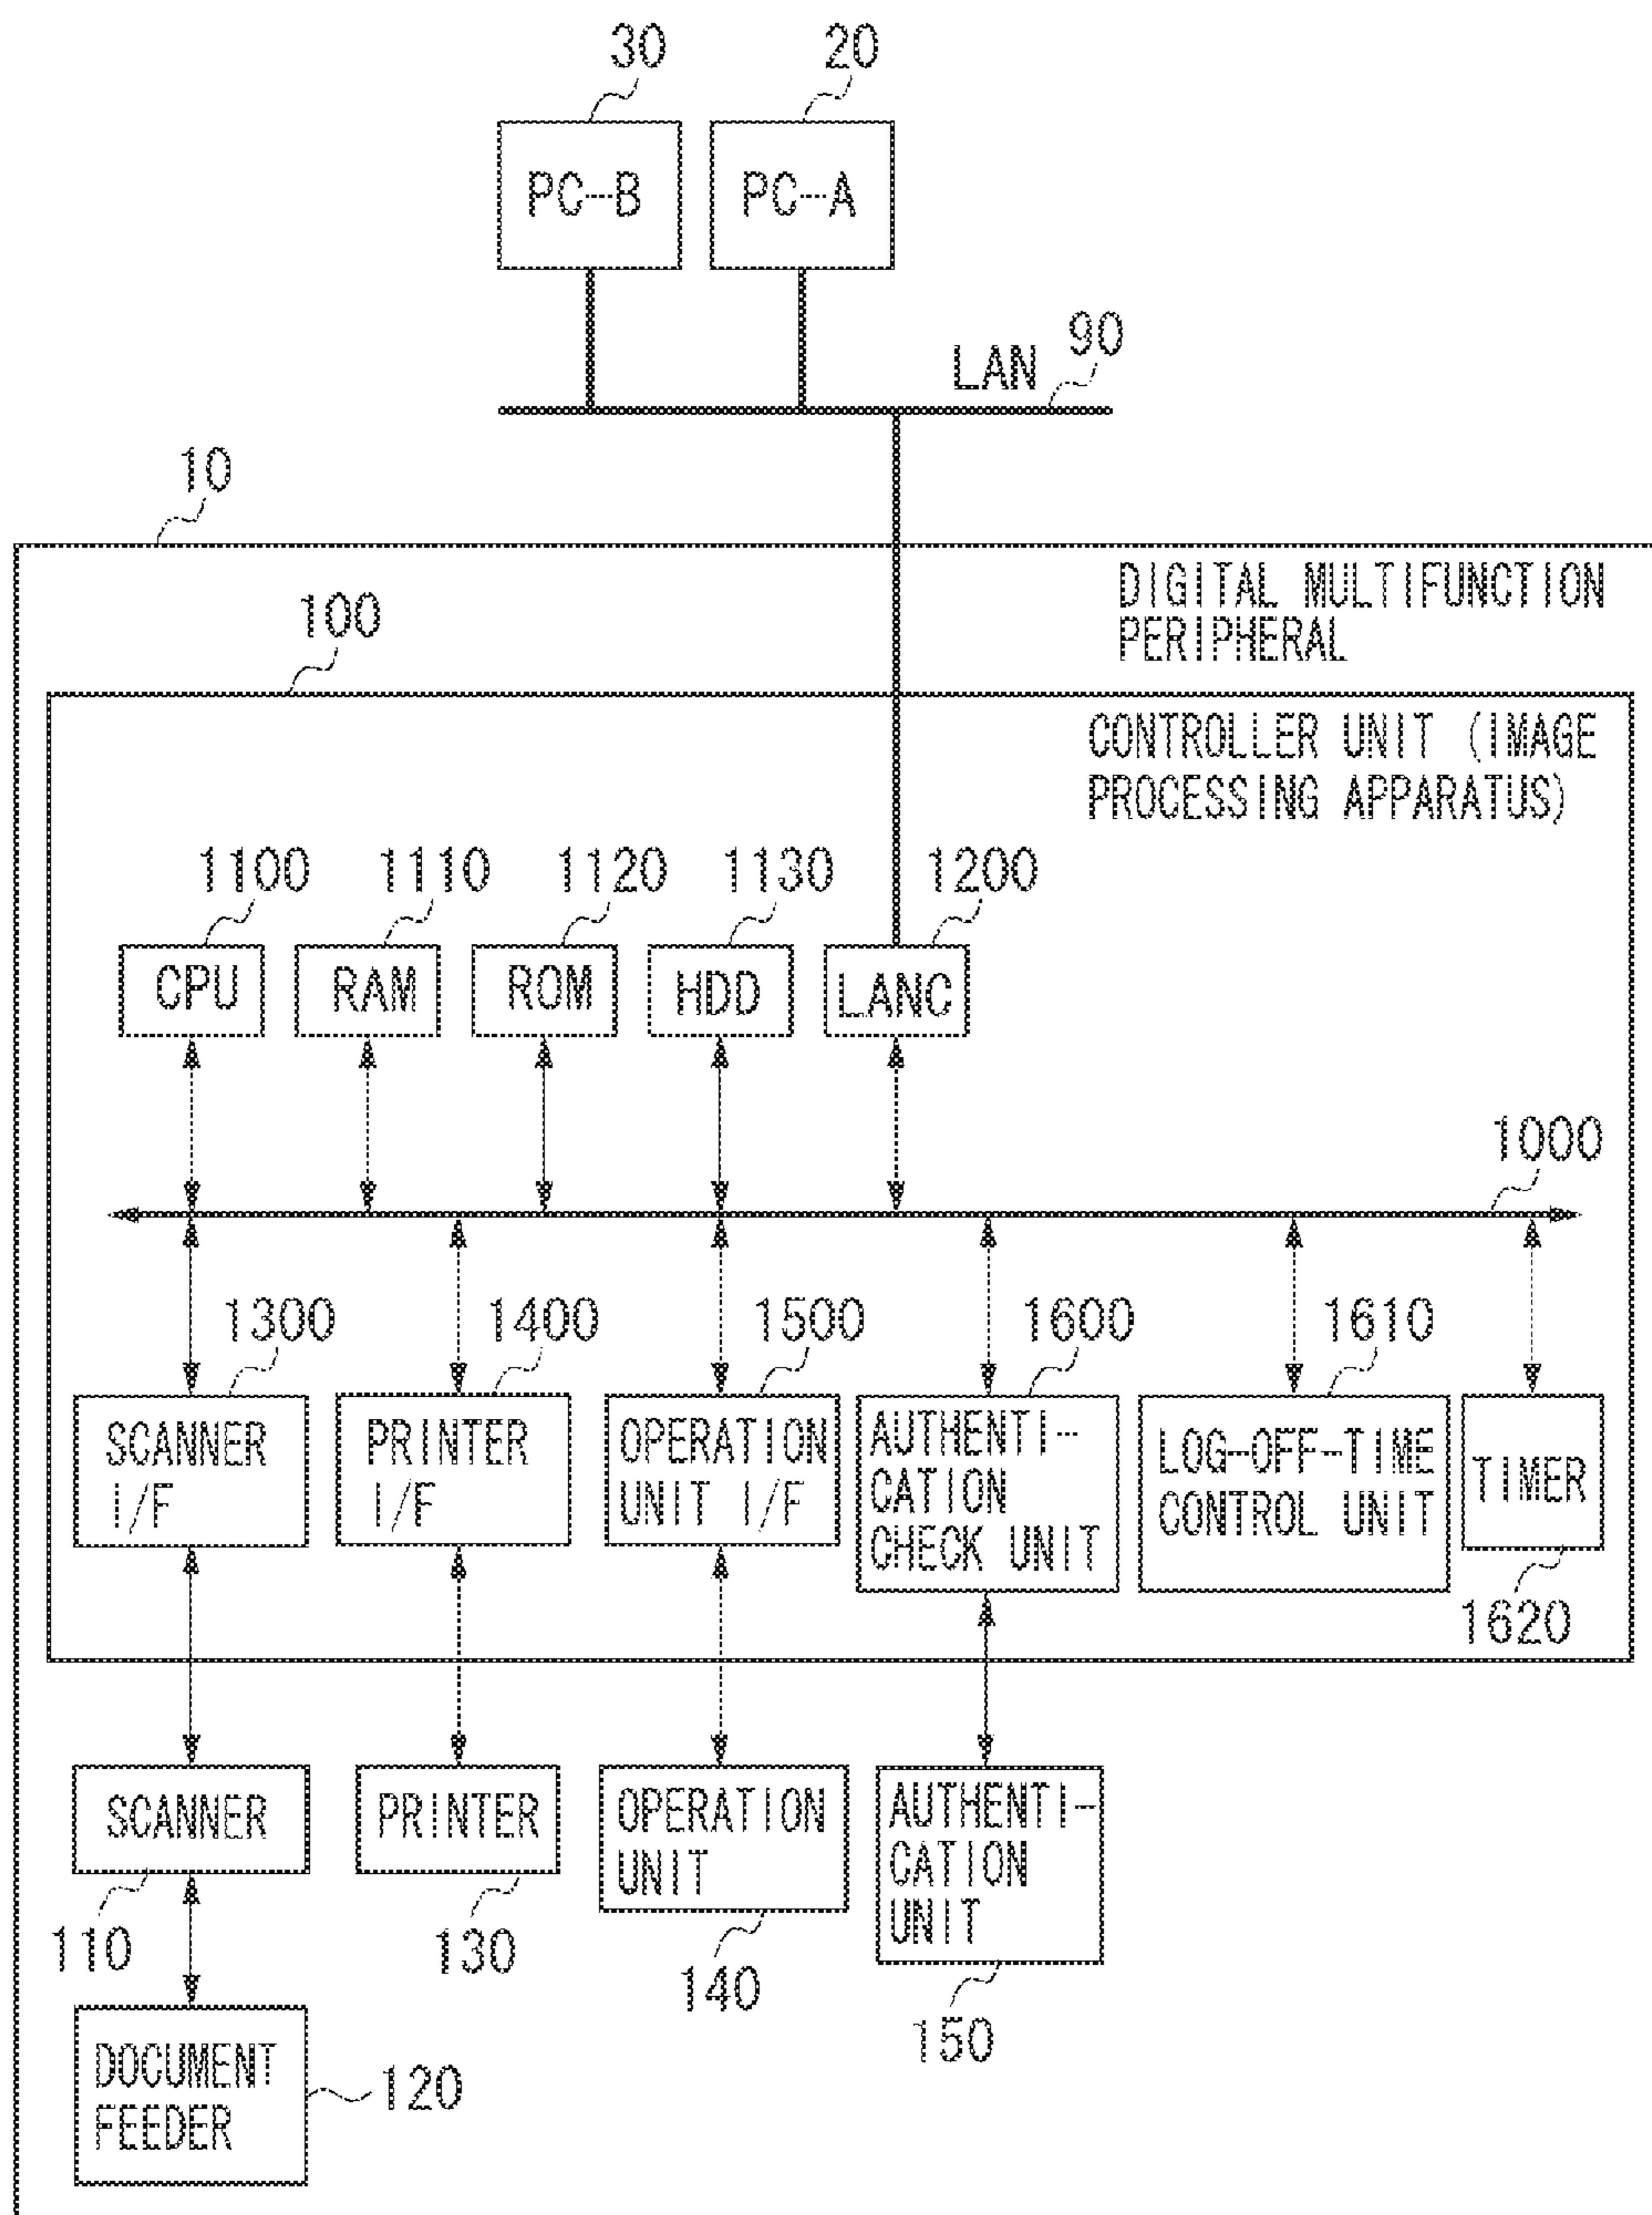 30
20
PC-B
PC-A
LAN
90
10
DIGITAL MULTIFUNCTION
PERIPHERAL
100
CONTROLLER UNIT (IMAGE
PROCESSING APPARATUS)
1100
1110
1120
1130
1200
CPU
RAM
ROM
HDD
LANC
1000
1300
1400
1500
1600
1610
SCANNER
I/F
PRINTER
I/F
OPERATION
UNIT I/F
AUTHENTI-
CATION
CHECK UNIT
LOG-OFF-TIME
CONTROL UNIT
TIMER
1620
SCANNER
PRINTER
OPERATION
UNIT
AUTHENTI-
CATION
UNIT
110
130
140
150
DOCUMENT
FEEDER
120